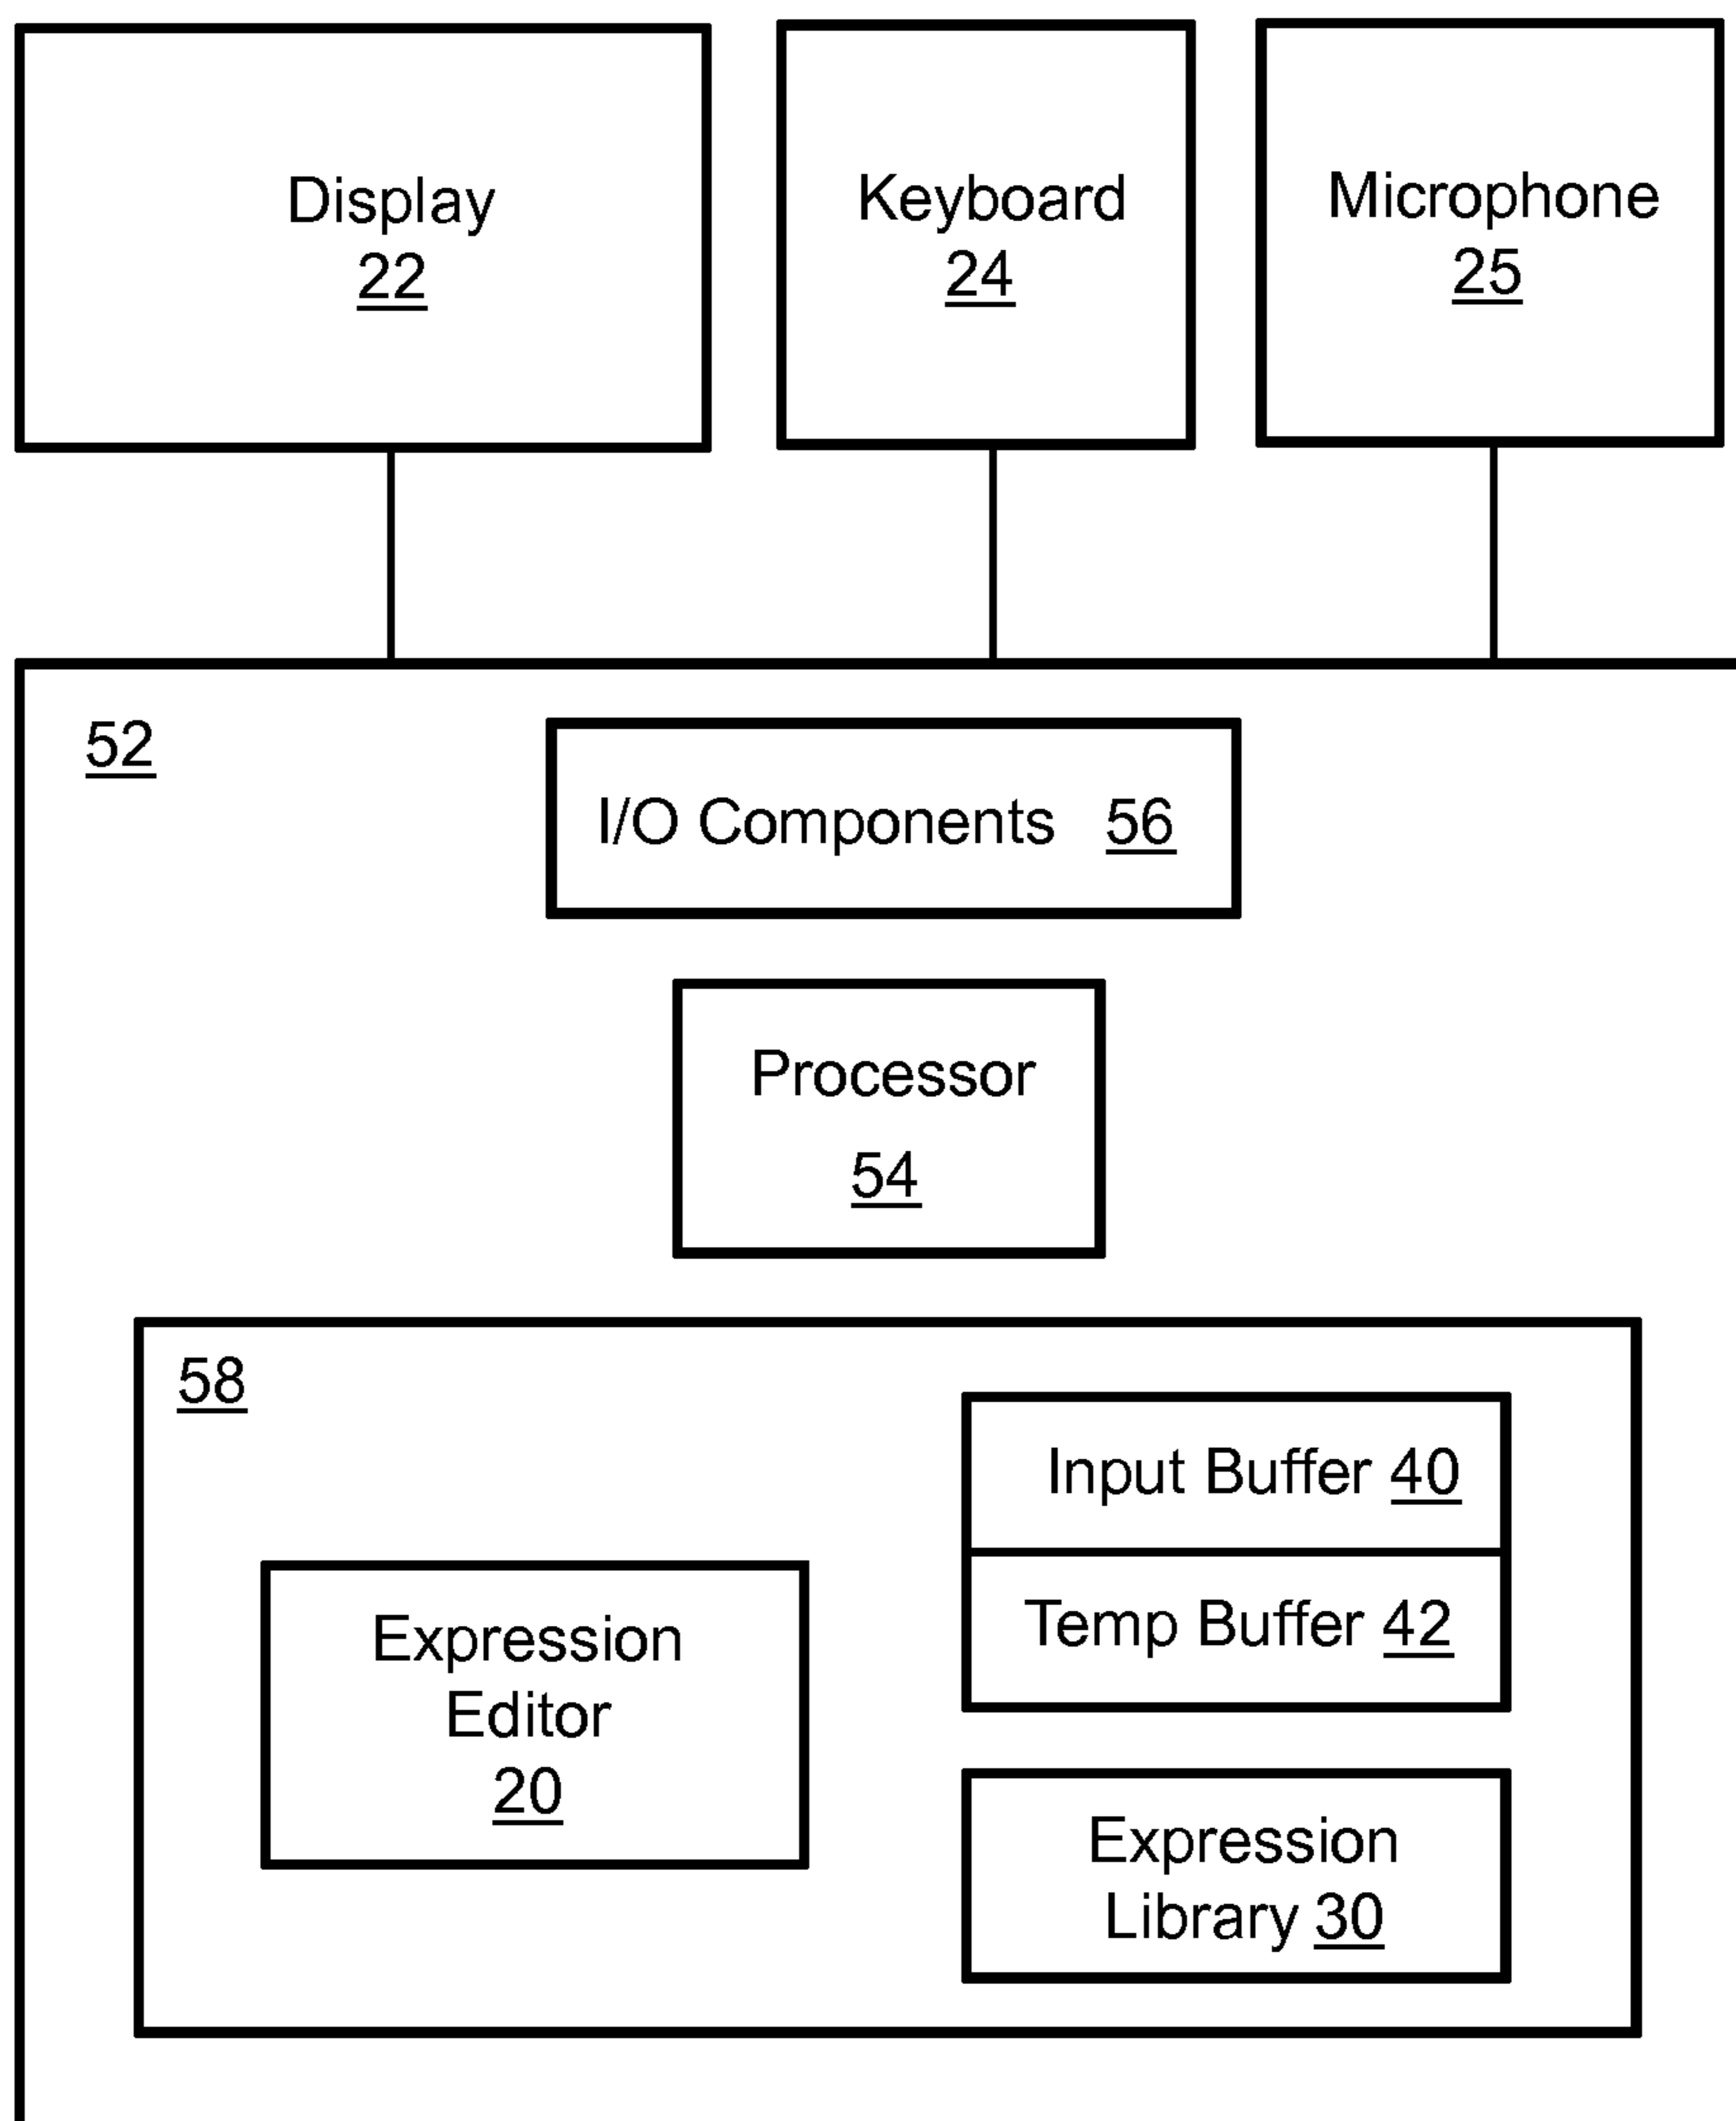 Display
22
Keyboard
24
Microphone
25
52
I/O Components 56
Processor
54
58
Input Buffer 40
Temp Buffer 42
Expression
Editor
20
Expression
Library 30